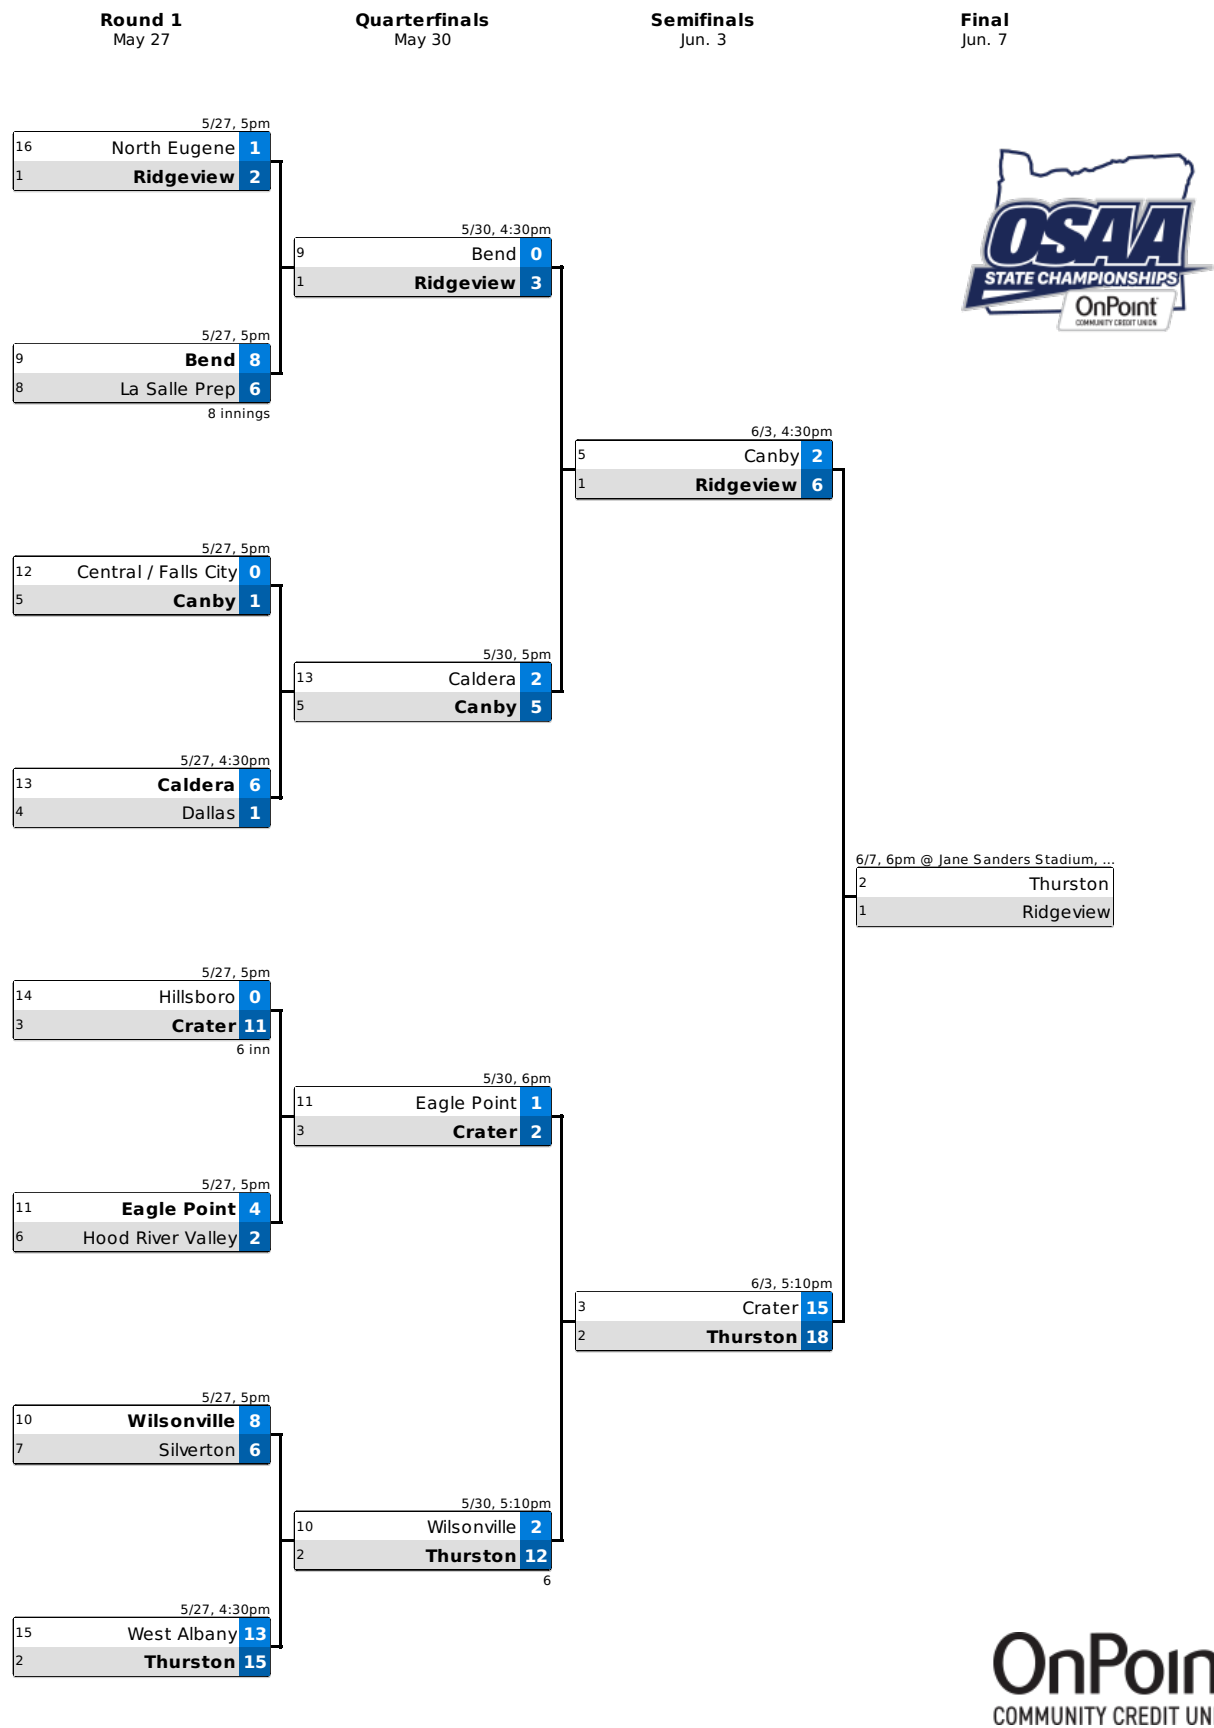 Round 1
May 27
Quarterfinals
May 30
Semifinals
Jun. 3
Final
Jun. 7
5/27, 5pm
16 North Eugene 1
1 Ridgeview 2
5/27, 5pm
9 Bend 8
8 La Salle Prep 6
8 innings
5/27, 5pm
12 Central / Falls City 0
5 Canby 1
5/27, 4:30pm
13 Caldera 6
4 Dallas 1
5/27, 5pm
14 Hillsboro 0
3 Crater 11
6 inn
5/27, 5pm
11 Eagle Point 4
6 Hood River Valley 2
5/27, 5pm
10 Wilsonville 8
7 Silverton 6
5/27, 4:30pm
15 West Albany 13
2 Thurston 15
5/30, 4:30pm
9 Bend 0
1 Ridgeview 3
5/30, 5pm
13 Caldera 2
5 Canby 5
5/30, 6pm
11 Eagle Point 1
3 Crater 2
5/30, 5:10pm
10 Wilsonville 2
2 Thurston 12
6
6/3, 4:30pm
5 Canby 2
1 Ridgeview 6
6/3, 5:10pm
3 Crater 15
2 Thurston 18
6/7, 6pm @ Jane Sanders Stadium, ...
2 Thurston
1 Ridgeview
OSAA
STATE CHAMPIONSHIPS
OnPoint
COMMUNITY CREDIT UNION
OnPoin
COMMUNITY CREDIT UNI